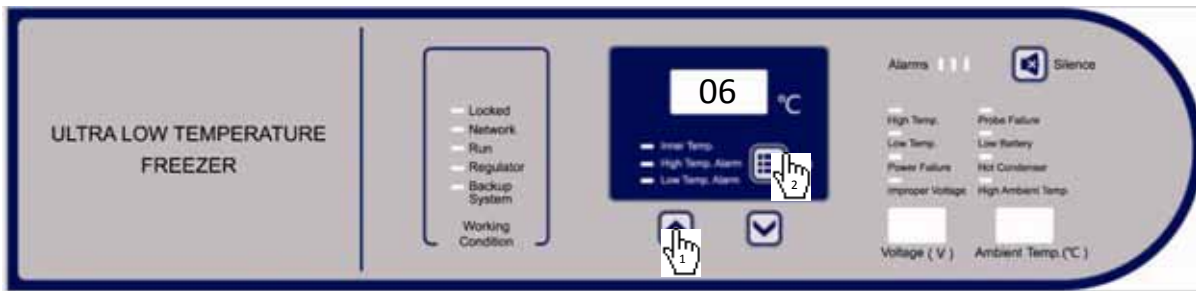 ULTRA LOW TEMPERATURE
FREEZER
Locked
Network
Run
Regulator
Backup
System
Working
Condition
06
℃
Inner Temp.
High Temp. Alarm
Low Temp. Alarm
2
1
Alarms
Silence
High Temp.
Probe Failure
Low Temp.
Low Battery
Power Failure
Hot Condenser
Improper Voltage
High Ambient Temp.
Voltage ( V )
Ambient Temp.(℃ )